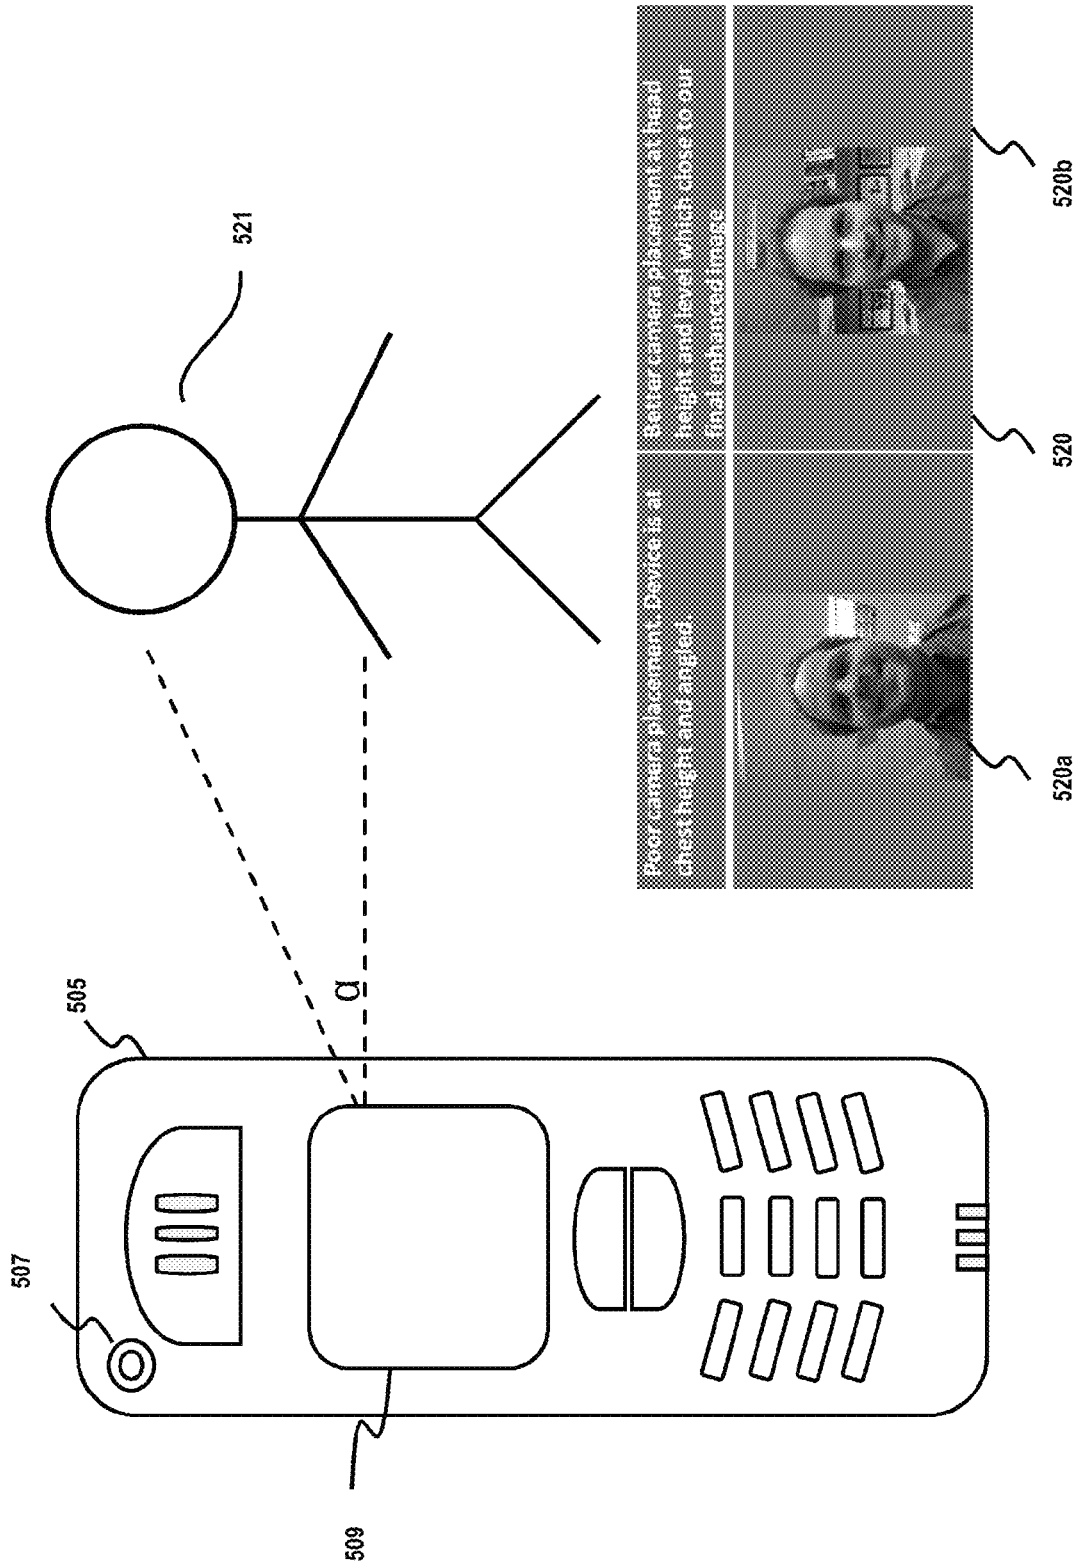 507
505
521
509
α
Poor camera placement. Device is at
chest height and angled.
Better camera placement at head
height and level which close to our
final enhanced image
520a
520
520b